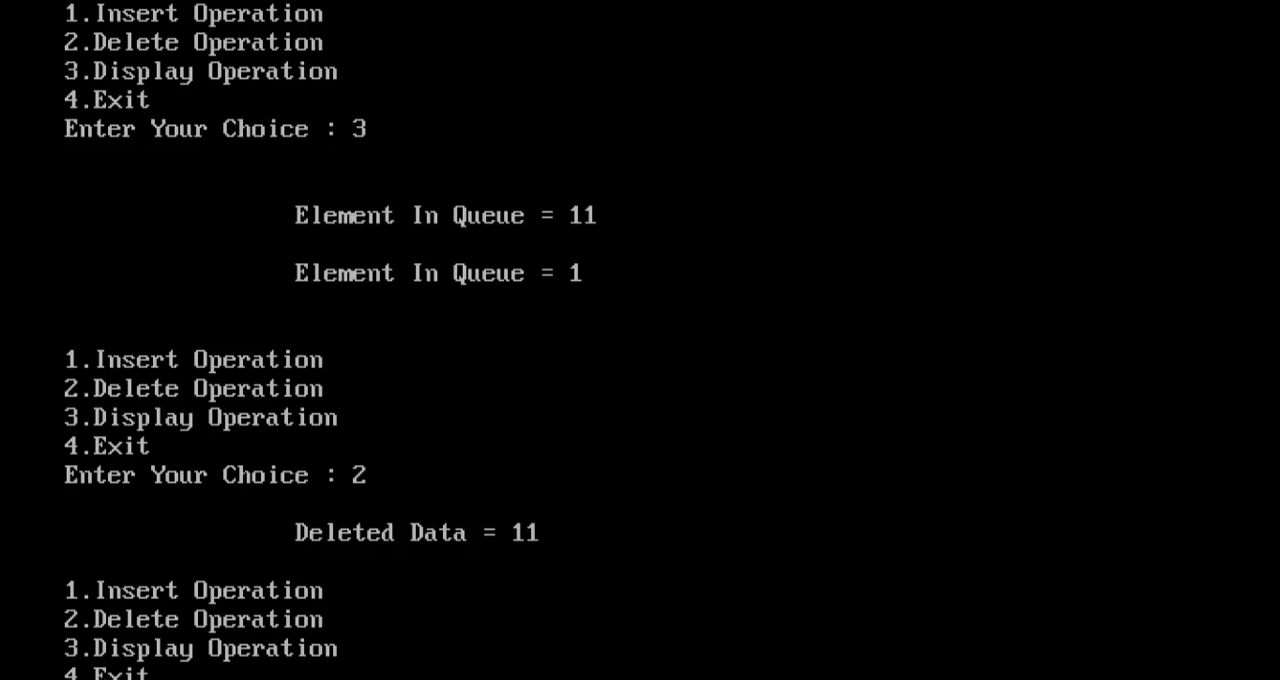 1.Insert Operation
2.Delete Operation
3.Display Operation
4.Exit
Enter Your Choice : 3
Element In Queue = 11
Element In Queue = 1
1.Insert Operation
2.Delete Operation
3.Display Operation
4.Exit
Enter Your Choice : 2
Deleted Data = 11
1.Insert Operation
2.Delete Operation
3.Display Operation
4.Exit